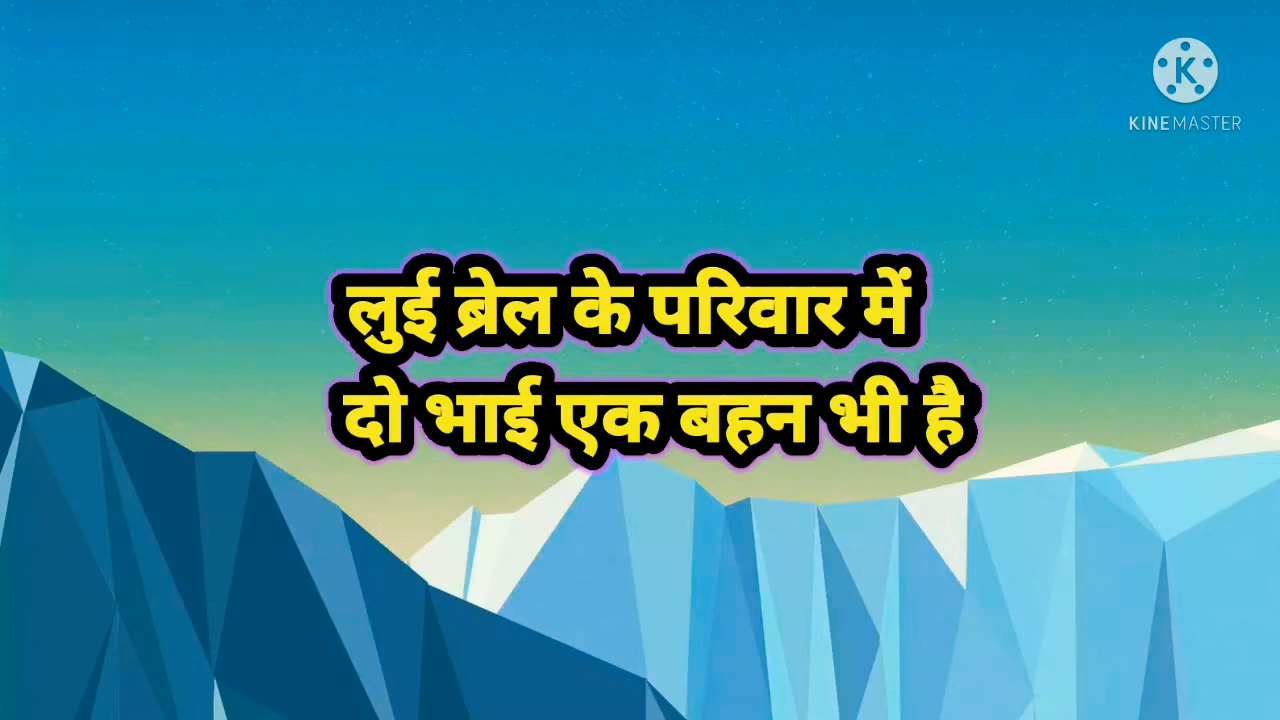 KINEMASTER
लुई ब्रेल के परिवार में
दो भाई एक बहन भी है